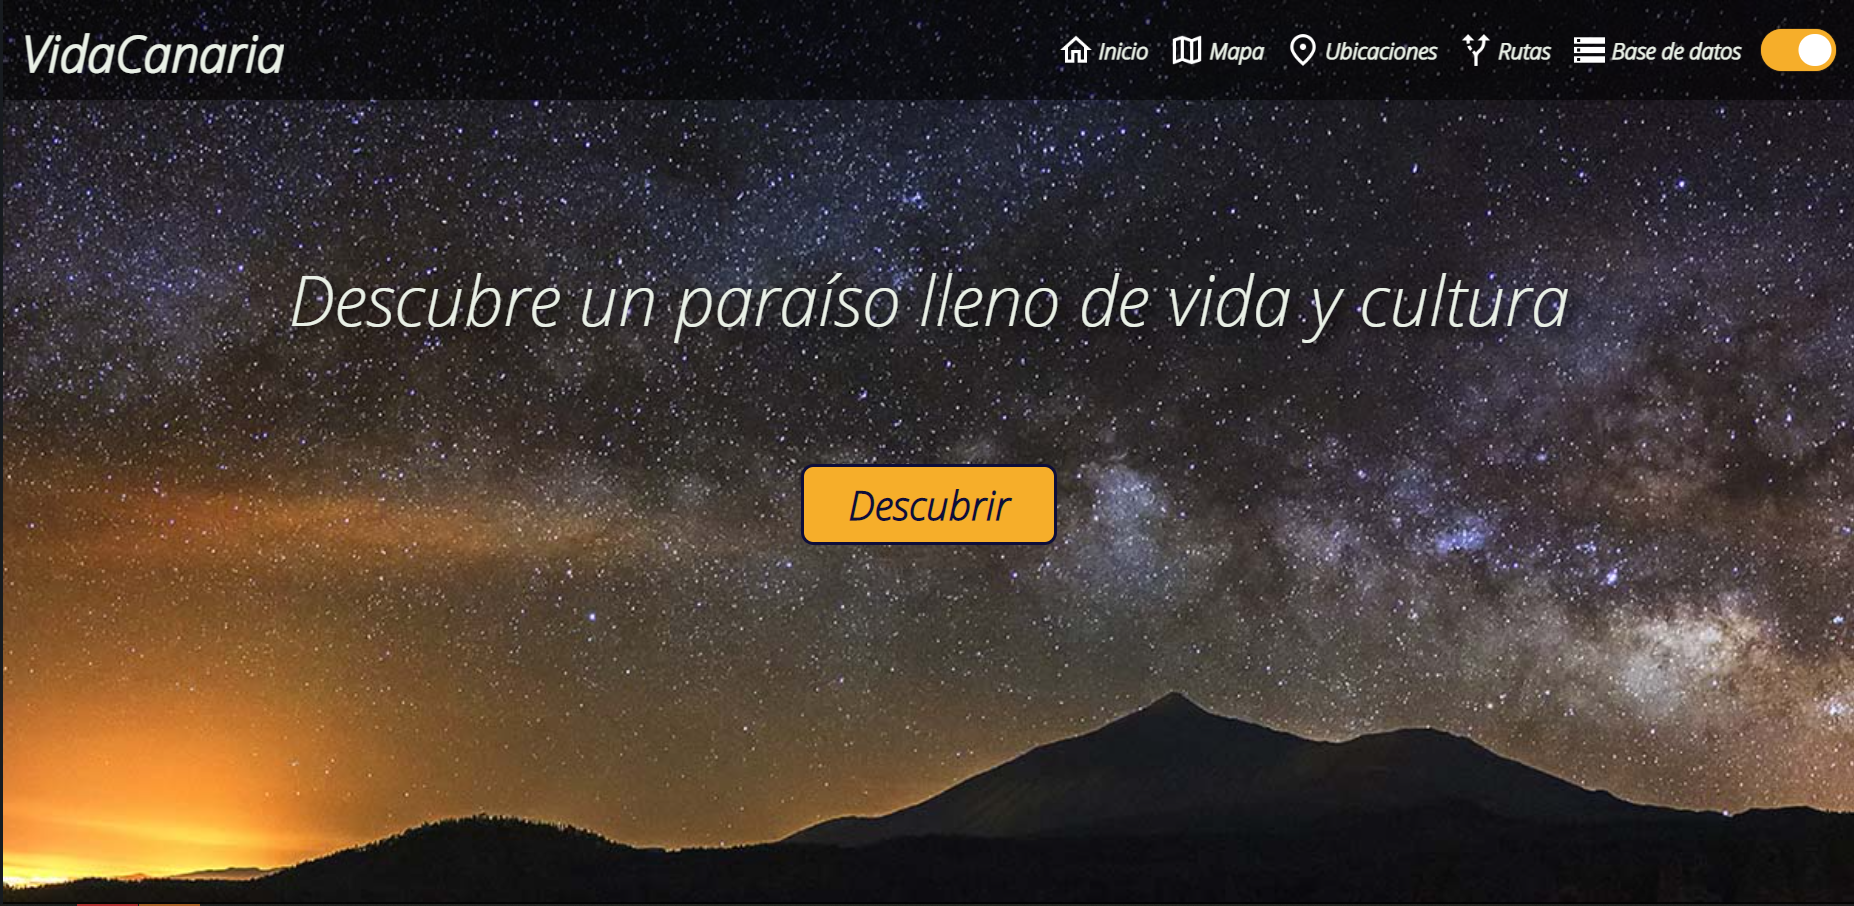 VidaCanaria
Inicio Mapa Ubicaciones Rutas Base de datos
Descubre un paraíso lleno de vida y cultura
Descubrir